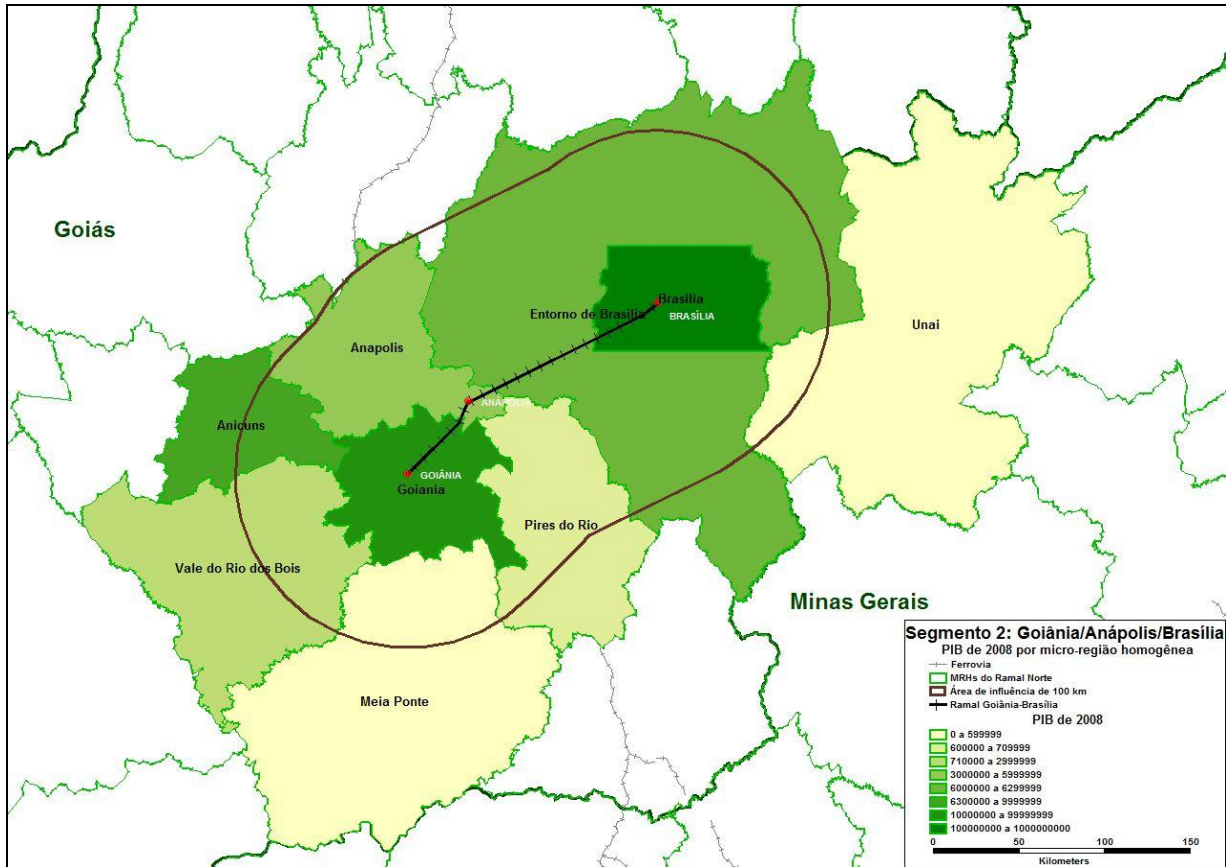 Goiás
Brasilia
Entorno de Brasilia
BRASÍLIA
Unai
Anapolis
ANÁPOLIS
Anicuns
GOIÂNIA
Goiania
Pires do Rio
Vale do Rio dos Bois
Minas Gerais
Meia Ponte
Segmento 2: Goiânia/Anápolis/Brasília
PIB de 2008 por micro-região homogênea
Ferrovia
MRHs do Ramal Norte
Área de influência de 100 km
Ramal Goiânia-Brasília
PIB de 2008
0 a 599999
600000 a 709999
710000 a 2999999
3000000 a 5999999
6000000 a 6299999
6300000 a 9999999
10000000 a 99999999
100000000 a 1000000000
0 50 100 150
Kilometers